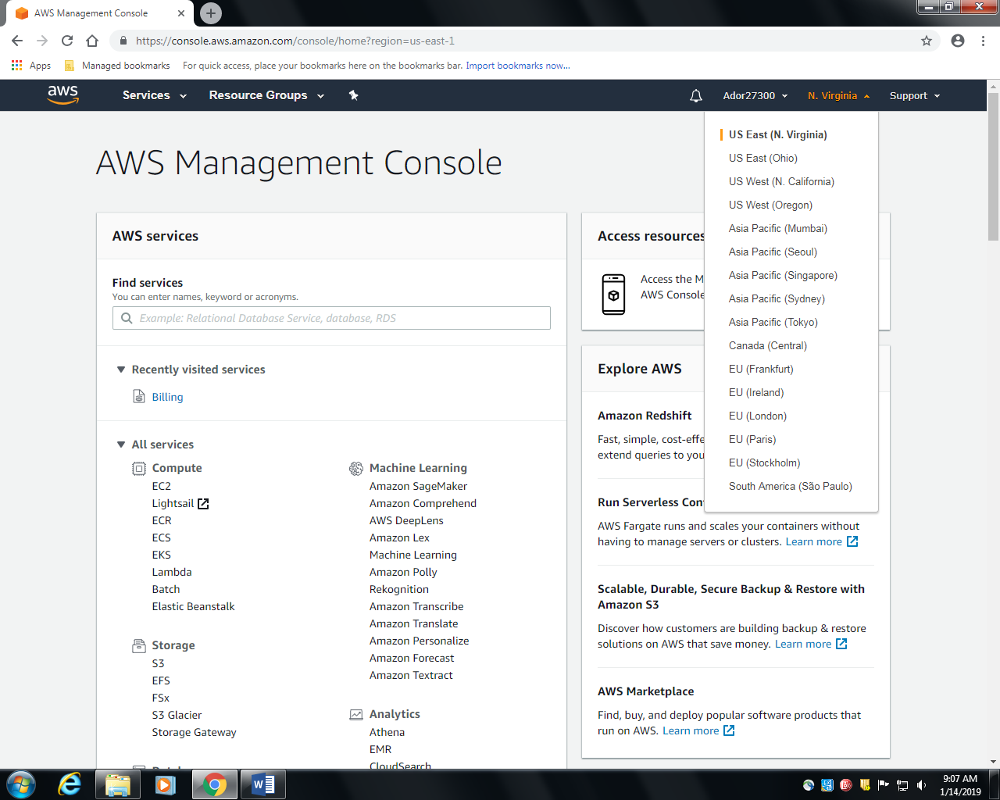 AWS Management Console
https://console.aws.amazon.com/console/home?region=us-east-1
Apps
Managed bookmarks
For quick access, place your bookmarks here on the bookmarks bar. Import bookmarks now...
aws
Services
Resource Groups
Ador27300
N. Virginia
Support
US East (N. Virginia)
US East (Ohio)
US West (N. California)
US West (Oregon)
Asia Pacific (Mumbai)
Asia Pacific (Seoul)
Asia Pacific (Singapore)
Asia Pacific (Sydney)
Asia Pacific (Tokyo)
Canada (Central)
EU (Frankfurt)
EU (Ireland)
EU (London)
EU (Paris)
EU (Stockholm)
South America (São Paulo)
AWS Management Console
AWS services
Find services
You can enter names, keyword or acronyms.
Example: Relational Database Service, database, RDS
Recently visited services
Billing
All services
Compute
EC2
Lightsail
ECR
ECS
EKS
Lambda
Batch
Elastic Beanstalk
Storage
S3
EFS
FSx
S3 Glacier
Storage Gateway
Machine Learning
Amazon SageMaker
Amazon Comprehend
AWS DeepLens
Amazon Lex
Machine Learning
Amazon Polly
Rekognition
Amazon Transcribe
Amazon Translate
Amazon Personalize
Amazon Forecast
Amazon Textract
Analytics
Athena
EMR
CloudSearch
Access resources
Access the M
AWS Console
Explore AWS
Amazon Redshift
Fast, simple, cost-effe
extend queries to you
Run Serverless Con
AWS Fargate runs and scales your containers without
having to manage servers or clusters. Learn more
Scalable, Durable, Secure Backup & Restore with
Amazon S3
Discover how customers are building backup & restore
solutions on AWS that save money. Learn more
AWS Marketplace
Find, buy, and deploy popular software products that
run on AWS. Learn more
9:07 AM
1/14/2019